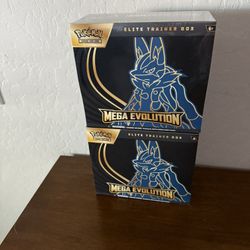 Pokémon
ELITE TRAINER BOX
MEGA EVOLUTION
Pokémon
ELITE TRAINER BOX
MEGA EVOLUTION